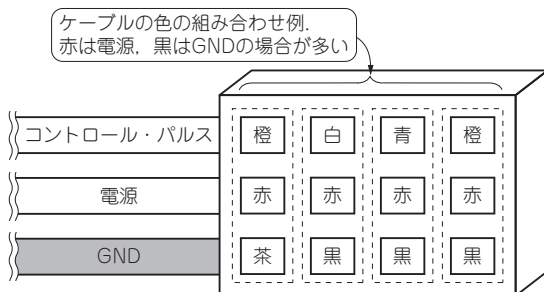 ケーブルの色の組み合わせ例.
赤は電源，黒はGNDの場合が多い
コントロール・パルス 橙 白 青 橙
電源 赤 赤 赤 赤
GND 茶 黒 黒 黒